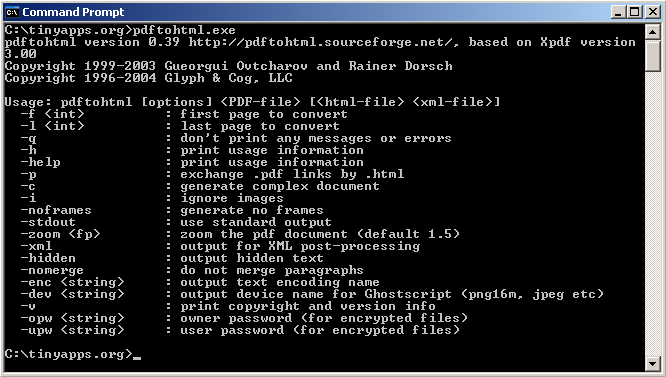 Command Prompt
C:\tinyapps.org>pdftohtml.exe
pdftohtml version 0.39 http://pdftohtml.sourceforge.net/, based on Xpdf version
3.00
Copyright 1999-2003 Gueorgui Ovtcharov and Rainer Dorsch
Copyright 1996-2004 Glyph & Cog, LLC

Usage: pdftohtml [options] <PDF-file> [<html-file> <xml-file>]
  -f <int>          : first page to convert
  -l <int>          : last page to convert
  -q                : don't print any messages or errors
  -h                : print usage information
  -help             : print usage information
  -p                : exchange .pdf links by .html
  -c                : generate complex document
  -i                : ignore images
  -noframes         : generate no frames
  -stdout           : use standard output
  -zoom <fp>        : zoom the pdf document (default 1.5)
  -xml              : output for XML post-processing
  -hidden           : output hidden text
  -nomerge          : do not merge paragraphs
  -enc <string>     : output text encoding name
  -dev <string>     : output device name for Ghostscript (png16m, jpeg etc)
  -v                : print copyright and version info
  -opw <string>     : owner password (for encrypted files)
  -upw <string>     : user password (for encrypted files)

C:\tinyapps.org>_